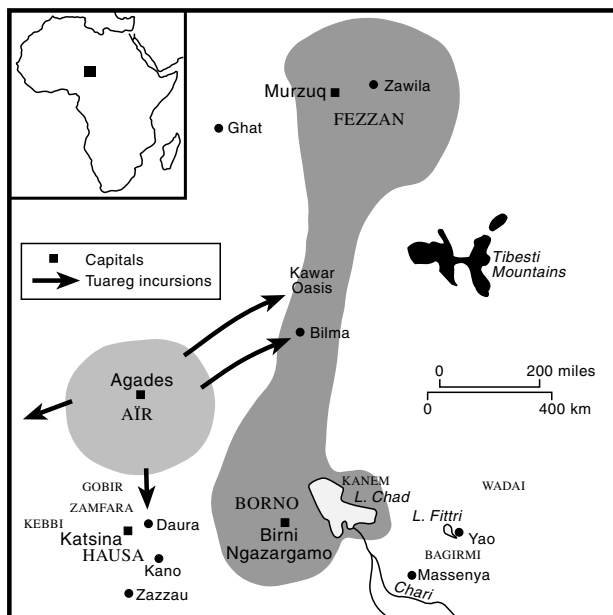 Murzuq
Zawila
FEZZAN
Ghat
Capitals
Tuareg incursions
Tibesti
Mountains
Kawar
Oasis
Bilma
Agades
AÏR
0 200 miles
0 400 km
GOBIR
ZAMFARA
KEBBI
Daura
Katsina
HAUSA
Kano
Zazzau
BORNO
Birni
Ngazargamo
KANEM
L. Chad
WADAI
L. Fittri
Yao
BAGIRMI
Massenya
Chari